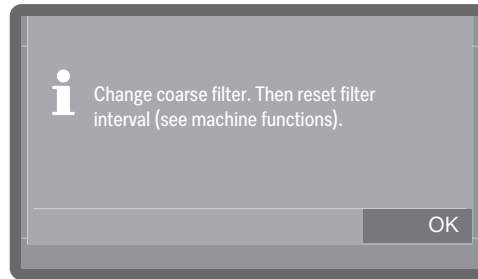 Change coarse filter. Then reset filter
interval (see machine functions).
OK